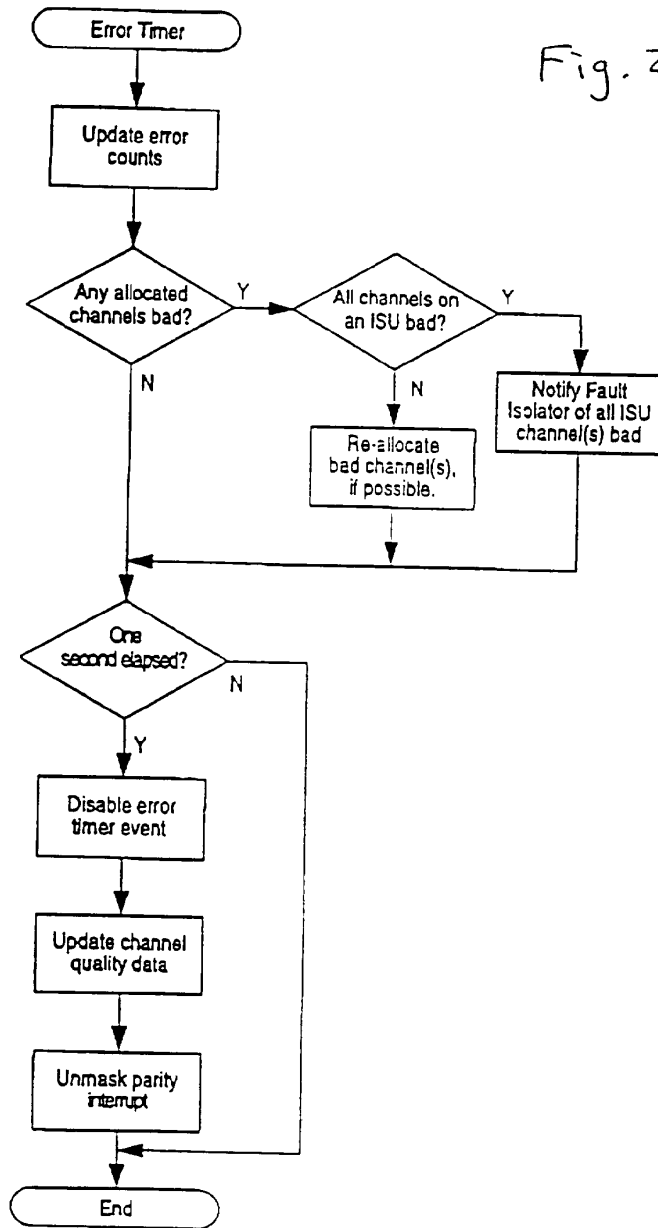 Error Timer
Fig.
Update error
counts
Any allocated
channels bad?
Y
All channels on
an ISU bad?
Y
N
N
Notify Fault
Isolator of all ISU
channel(s) bad
Re-allocate
bad channel(s),
if possible.
One
second elapsed?
N
Y
Disable error
timer event
Update channel
quality data
Unmask parity
interrupt
End